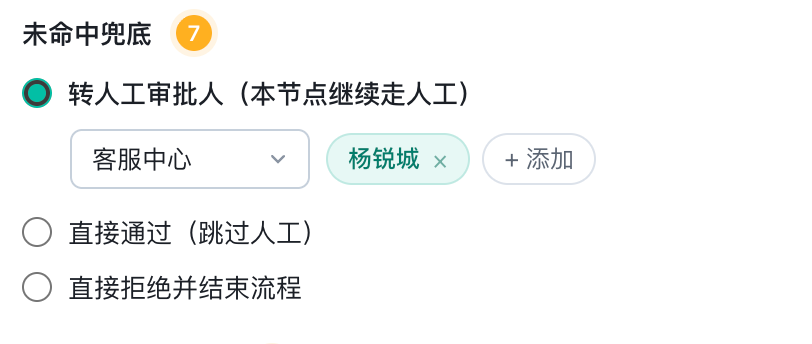 未命中兜底 7
转人工审批人（本节点继续走人工）
客服中心 杨锐城 × + 添加
直接通过（跳过人工）
直接拒绝并结束流程